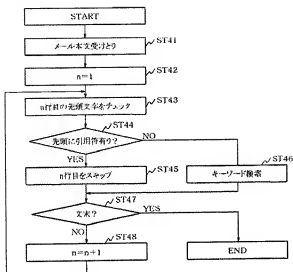 START
メール本文受けとり
ST41
n=1
ST42
n行目の先頭文字をチェック
ST43
ST44
先頭に引用符有り?
NO
YES
ST45
ST46
n行目をスキップ
キーワード検索
ST47
文末?
YES
NO
ST48
n=n+1
END